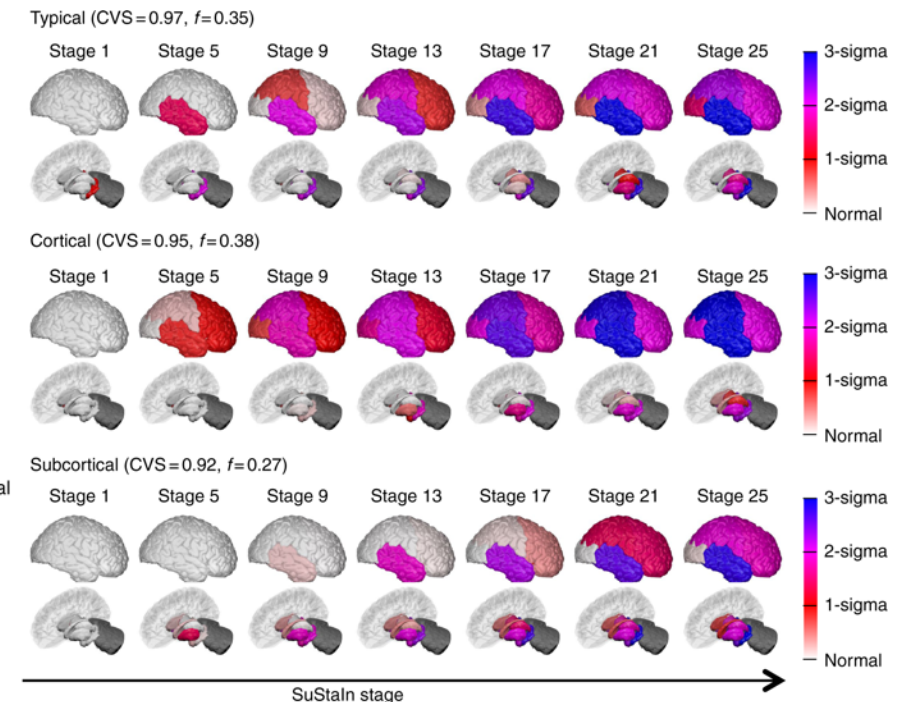 Typical (CVS = 0.97, f = 0.35)
Stage 1 Stage 5 Stage 9 Stage 13 Stage 17 Stage 21 Stage 25
3-sigma
2-sigma
1-sigma
Normal
Cortical (CVS = 0.95, f = 0.38)
Stage 1 Stage 5 Stage 9 Stage 13 Stage 17 Stage 21 Stage 25
3-sigma
2-sigma
1-sigma
Normal
Subcortical (CVS = 0.92, f = 0.27)
al
Stage 1 Stage 5 Stage 9 Stage 13 Stage 17 Stage 21 Stage 25
3-sigma
2-sigma
1-sigma
Normal
SuStaIn stage